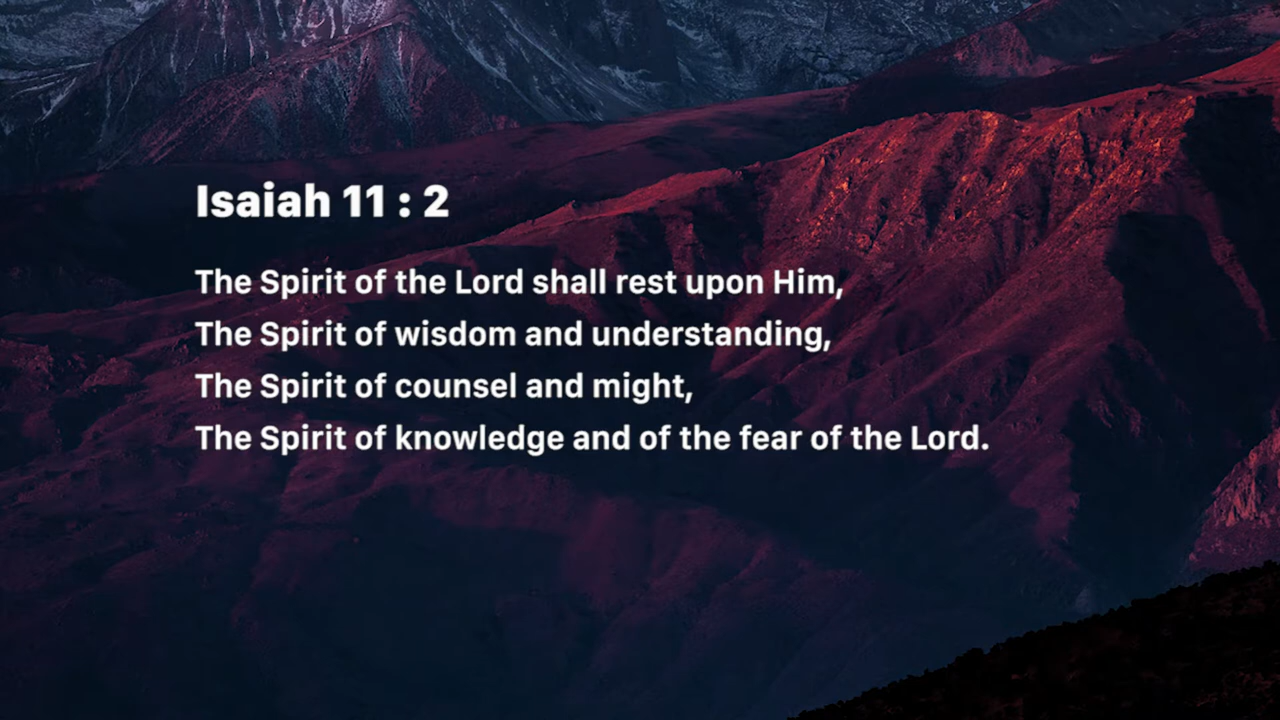 Isaiah 11 : 2
The Spirit of the Lord shall rest upon Him,
The Spirit of wisdom and understanding,
The Spirit of counsel and might,
The Spirit of knowledge and of the fear of the Lord.